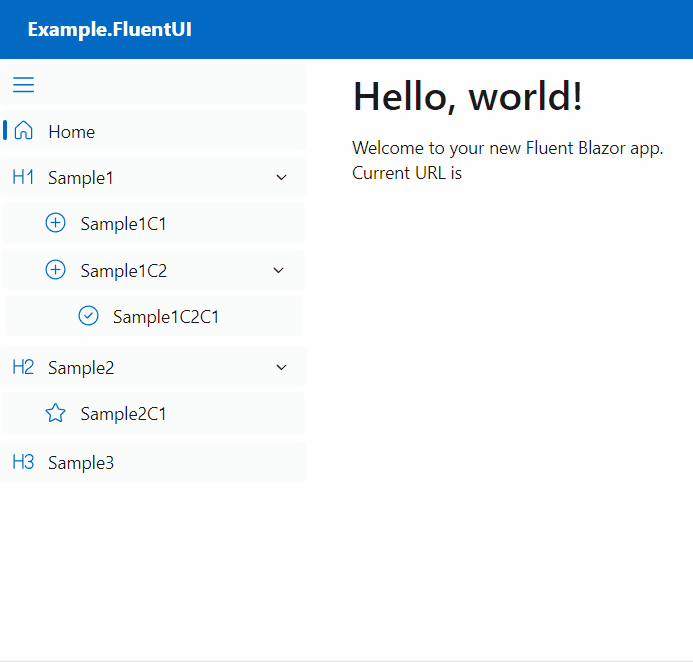 Example.FluentUI
Home
H1 Sample1
Sample1C1
Sample1C2
Sample1C2C1
H2 Sample2
Sample2C1
H3 Sample3
Hello, world!
Welcome to your new Fluent Blazor app.
Current URL is